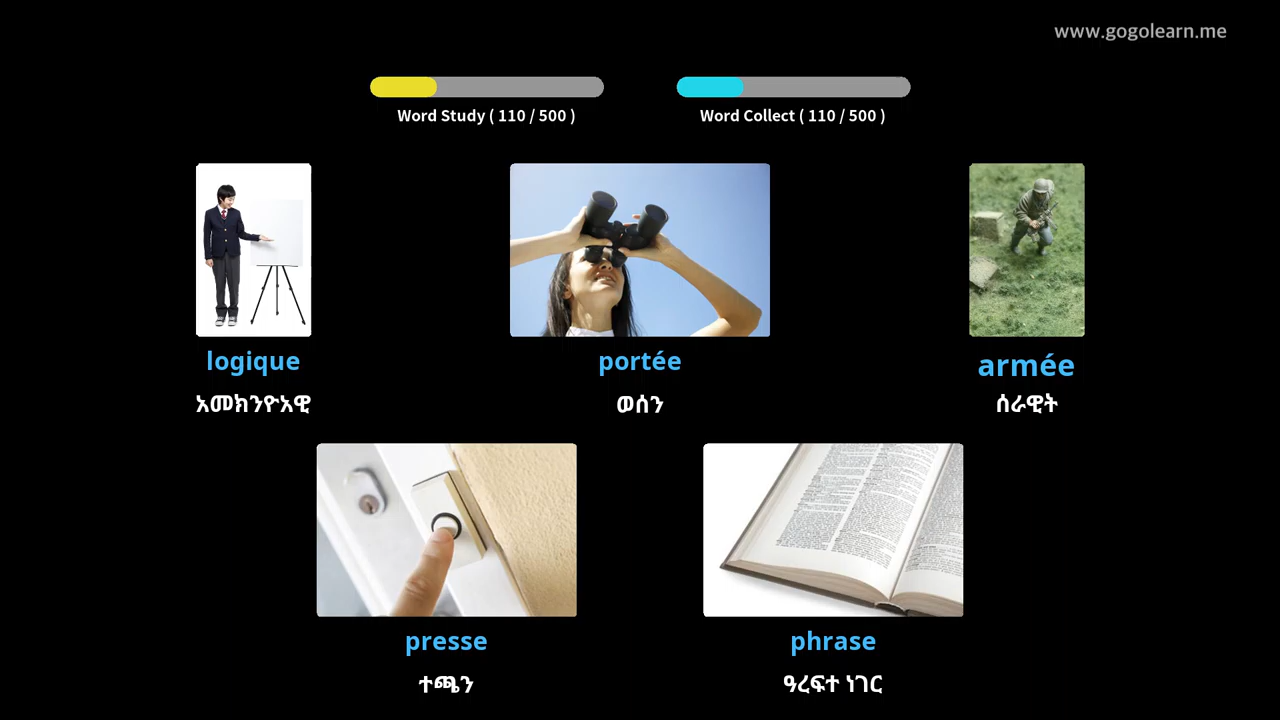 www.gogolearn.me
Word Study ( 110 / 500 )
Word Collect ( 110 / 500 )
logique
portée
armée
አመክንዮአዊ
ወሰን
ሰራዊት
presse
phrase
ተጫን
ዓረፍተ ነገር